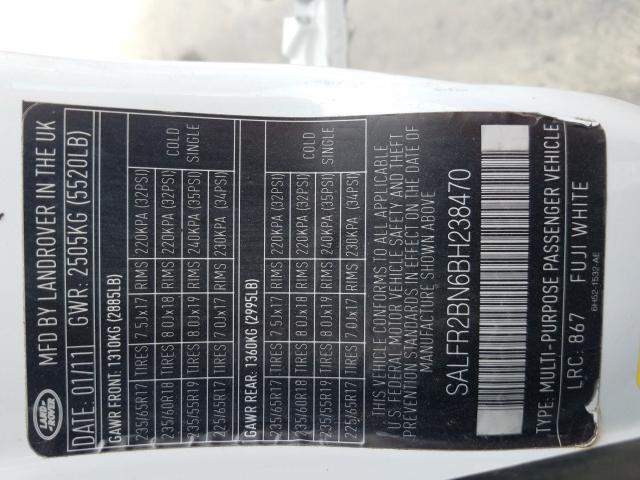 LAND-
ROVER
MFD BY LANDROVER IN THE UK
DATE: 01/11 GWR: 2505KG (5520LB)
GAWR FRONT: 1310KG (2885LB)
235/65R17 TIRES 7.5Jx17 RIMS 220KPA (32PSI)
235/60R18 TIRES 8.0Jx18 RIMS 220KPA (32PSI) COLD
235/55R19 TIRES 8.0Jx19 RIMS 240KPA (35PSI) SINGLE
225/65R17 TIRES 7.0Jx17 RIMS 230KPA (34PSI)
GAWR REAR: 1360KG (2995LB)
235/65R17 TIRES 7.5Jx17 RIMS 220KPA (32PSI)
235/60R18 TIRES 8.0Jx18 RIMS 220KPA (32PSI) COLD
235/55R19 TIRES 8.0Jx19 RIMS 240KPA (35PSI) SINGLE
225/65R17 TIRES 7.0Jx17 RIMS 230KPA (34PSI)
THIS VEHICLE CONFORMS TO ALL APPLICABLE
U.S FEDERAL MOTOR VEHICLE SAFETY AND THEFT
PREVENTION STANDARDS IN EFFECT ON THE DATE OF
MANUFACTURE SHOWN ABOVE
SALFR2BN6BH238470
TYPE: MULTI-PURPOSE PASSENGER VEHICLE
LRC: 867 FUJI WHITE
6H52-1532-AE